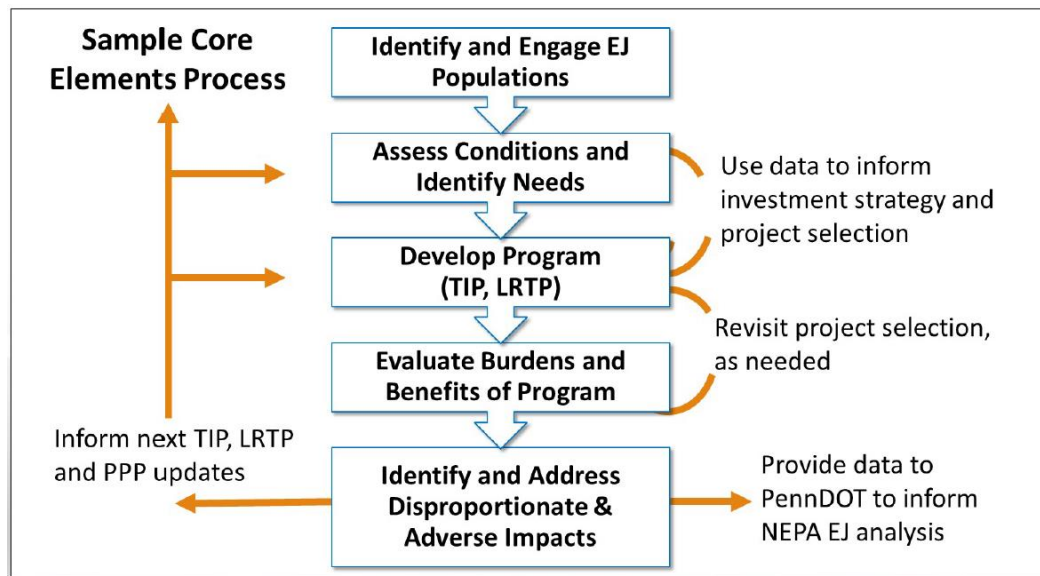 Sample Core
Elements Process
Identify and Engage EJ
Populations
Assess Conditions and
Identify Needs
Use data to inform
investment strategy and
project selection
Develop Program
(TIP, LRTP)
Revisit project selection,
as needed
Evaluate Burdens and
Benefits of Program
Inform next TIP, LRTP
and PPP updates
Identify and Address
Disproportionate &
Adverse Impacts
Provide data to
PennDOT to inform
NEPA EJ analysis